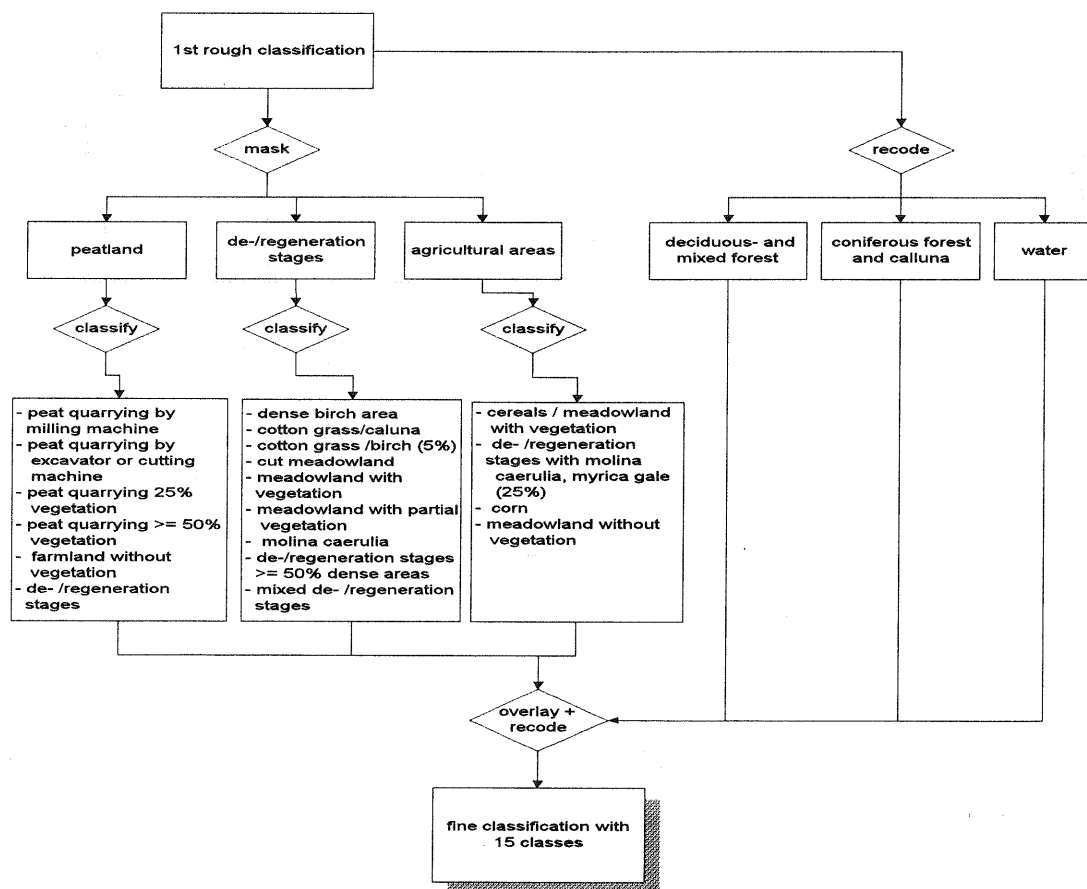 1st rough classification
mask
recode
peatland
de-/regeneration
stages
agricultural areas
deciduous- and
mixed forest
coniferous forest
and calluna
water
classify
classify
classify
- peat quarrying by
milling machine
- peat quarrying by
excavator or cutting
machine
- peat quarrying 25%
vegetation
- peat quarrying >= 50%
vegetation
- farmland without
vegetation
- de- /regeneration
stages
- dense birch area
- cotton grass/caluna
- cotton grass /birch (5%)
- cut meadowland
- meadowland with
vegetation
- meadowland with partial
vegetation
- molina caerulia
- de-/regeneration stages
>= 50% dense areas
- mixed de- /regeneration
stages
- cereals / meadowland
with vegetation
- de- /regeneration
stages with molina
caerulia, myrica gale
(25%)
- corn
- meadowland without
vegetation
overlay +
recode
fine classification with
15 classes